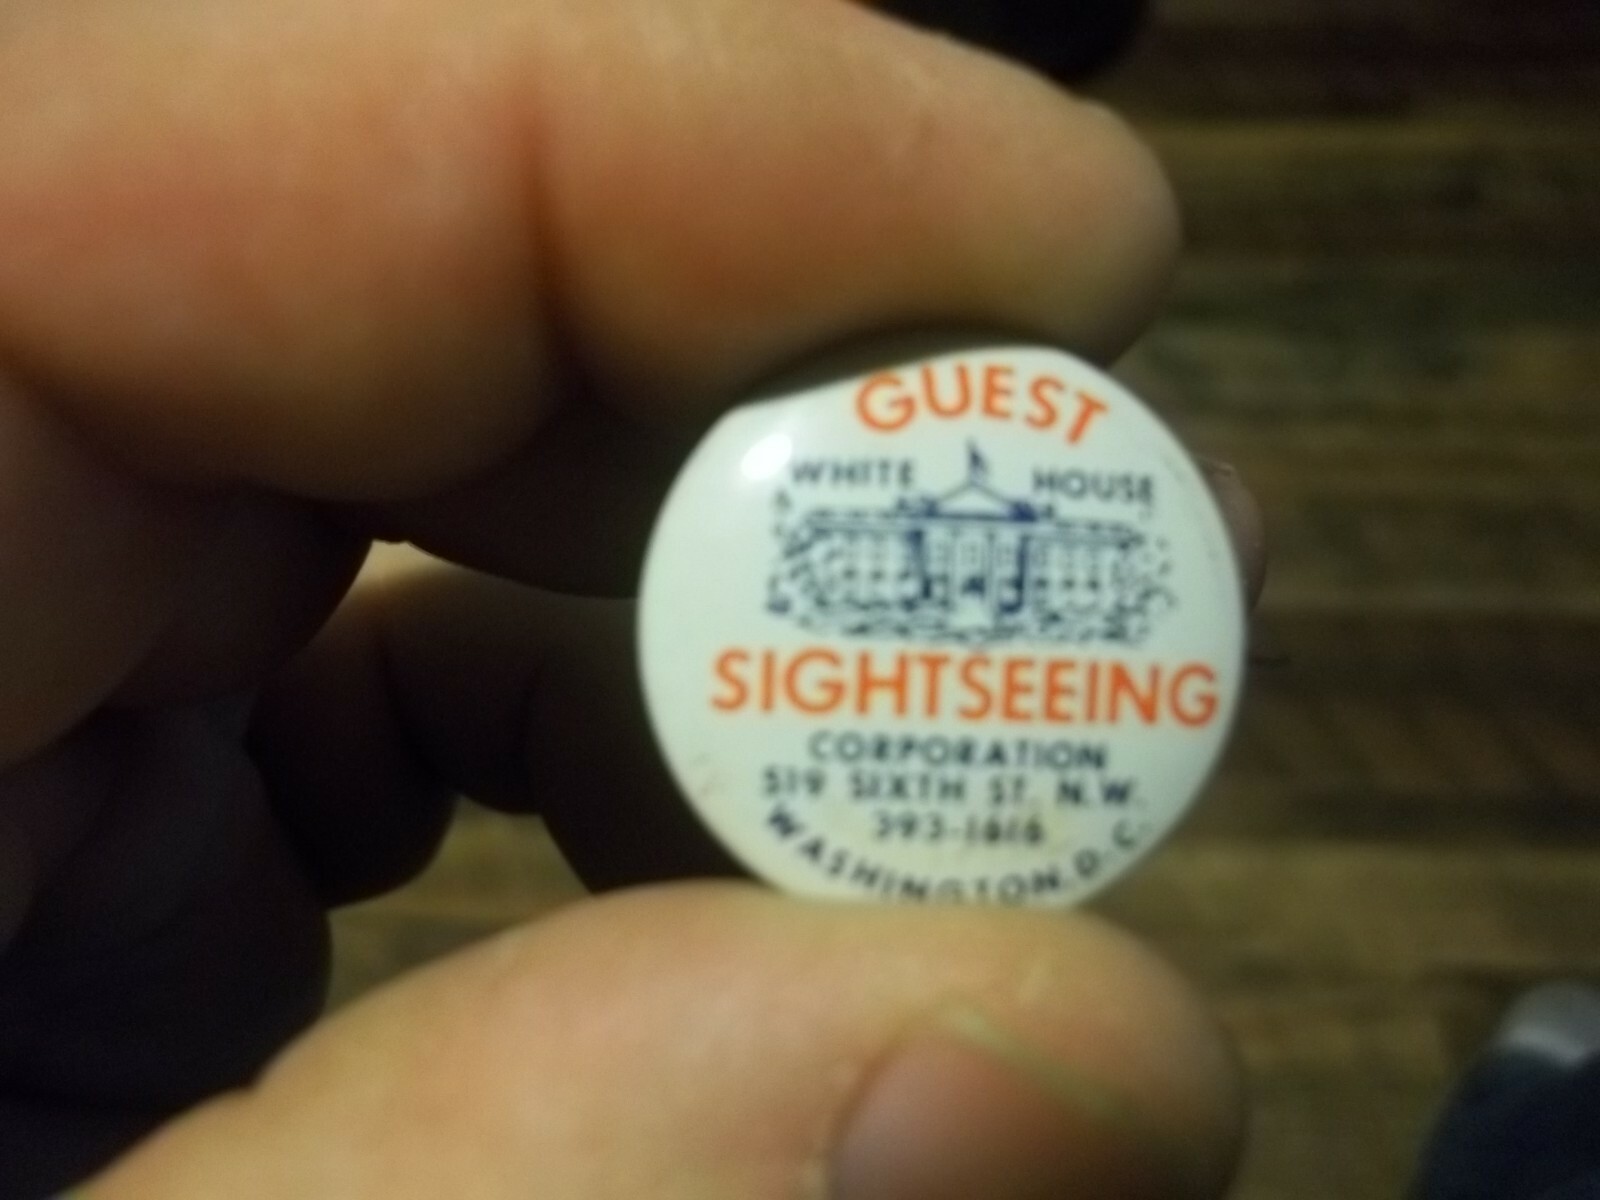 GUEST
WHITE HOUSE
SIGHTSEEING
CORPORATION
519 SIXTH ST. N.W.
393-1616
WASHINGTON, D.C.